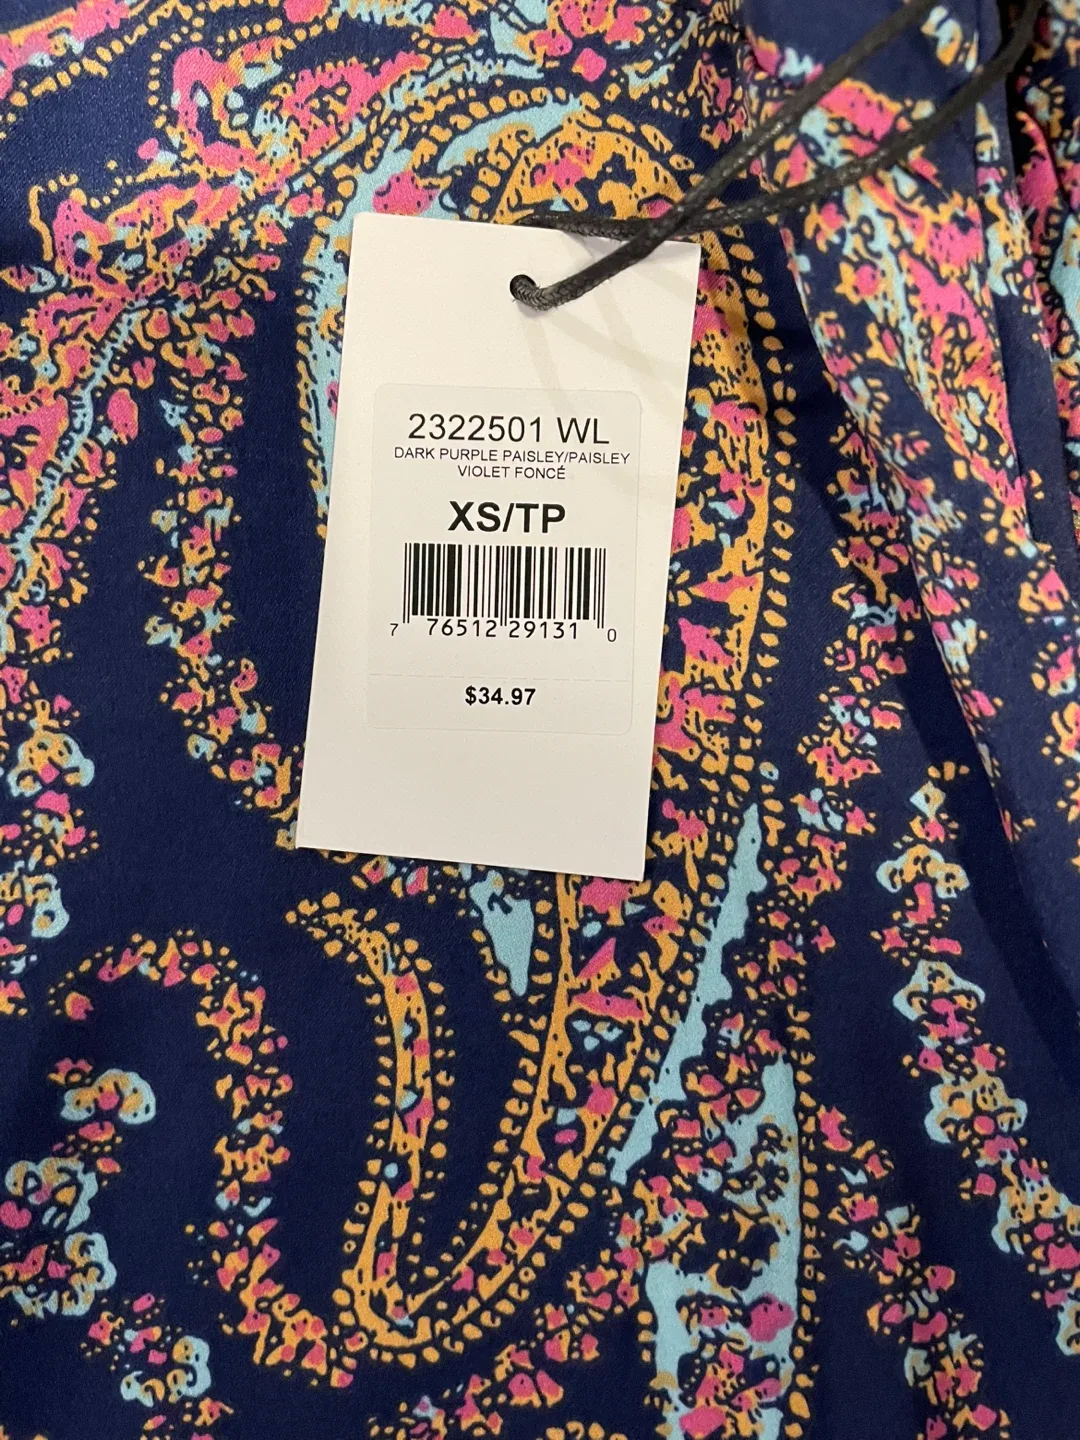 2322501 WL
DARK PURPLE PAISLEY/PAISLEY
VIOLET FONCÉ
XS/TP
7 76512 29131 0
$34.97